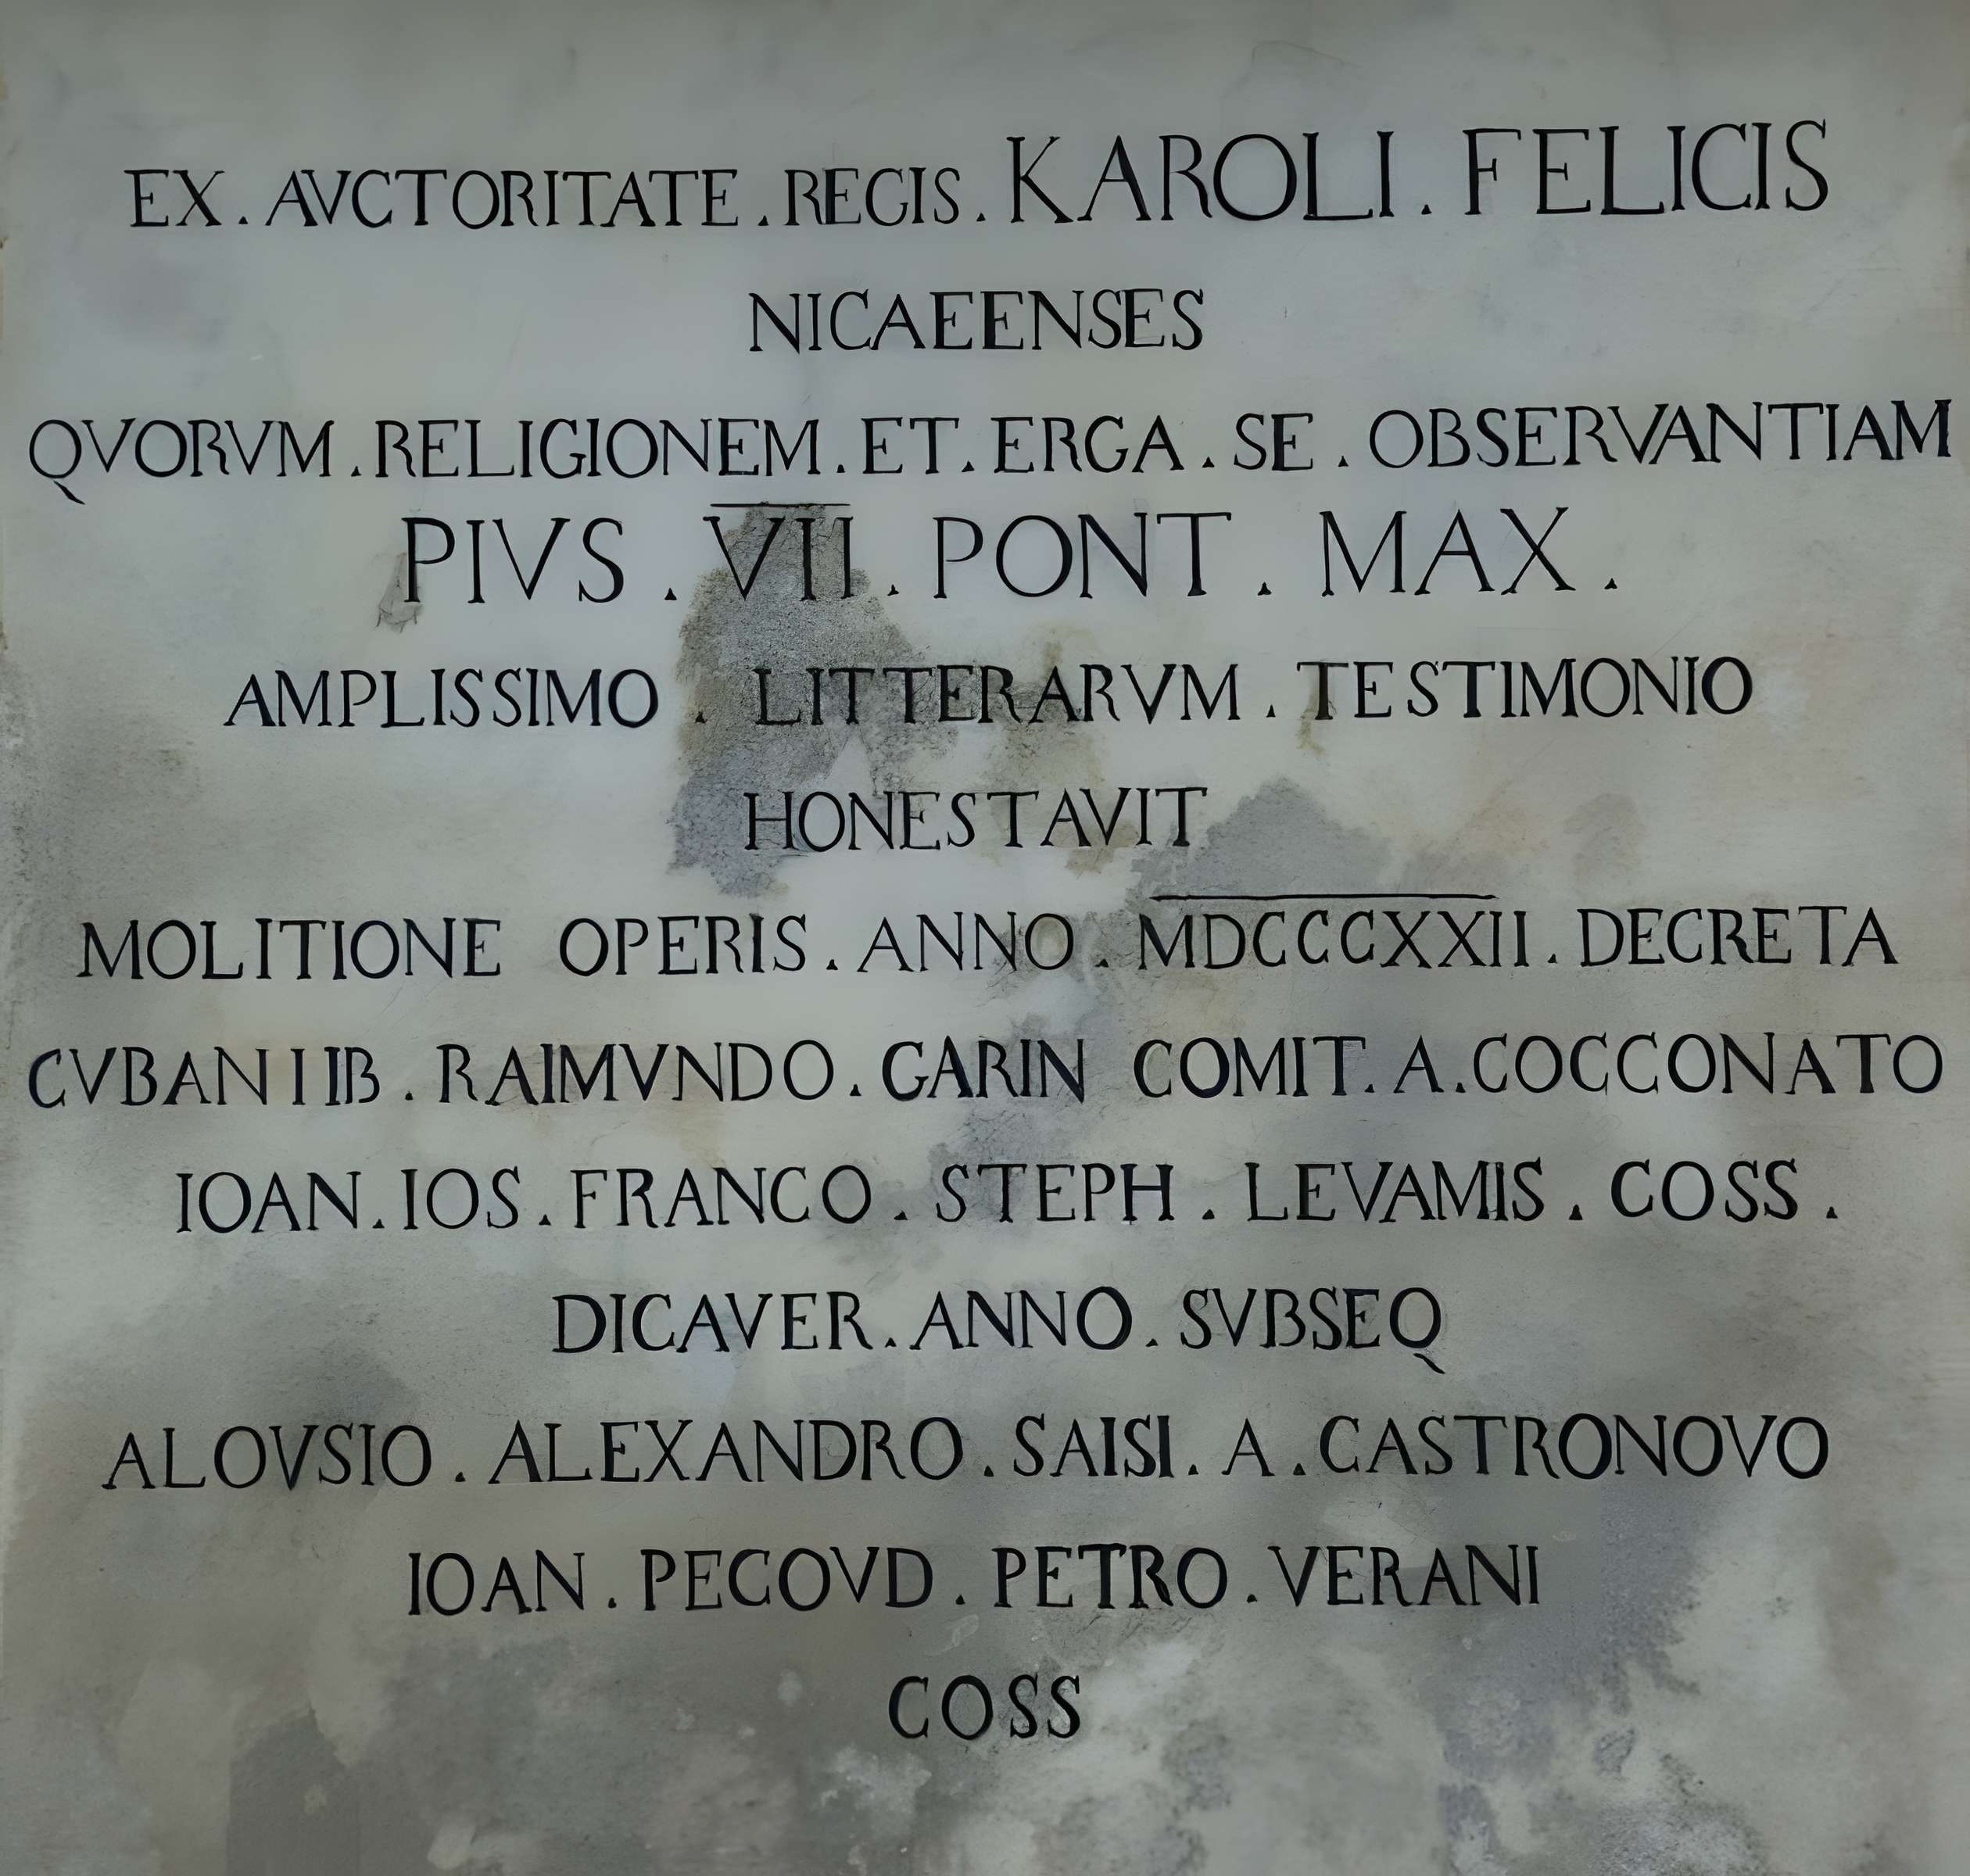 EX . AVCTORITATE . REGIS . KAROLI . FELICIS
NICAEENSES
QVORVM . RELIGIONEM . ET . ERGA . SE . OBSERVANTIAM
PIVS . VII . PONT . MAX .
AMPLISSIMO . LITTERARVM . TESTIMONIO
HONESTAVIT
MOLITIONE OPERIS . ANNO . MDCCCXXII . DECRETA
CVBANIIB . RAIMVNDO . GARIN COMIT . A . COCCONATO
IOAN . IOS . FRANCO . STEPH . LEVAMIS . COSS .
DICAVER . ANNO . SVBSEQ
ALOVSIO . ALEXANDRO . SAISI . A . CASTRONOVO
IOAN . PECOVD . PETRO . VERANI
COSS